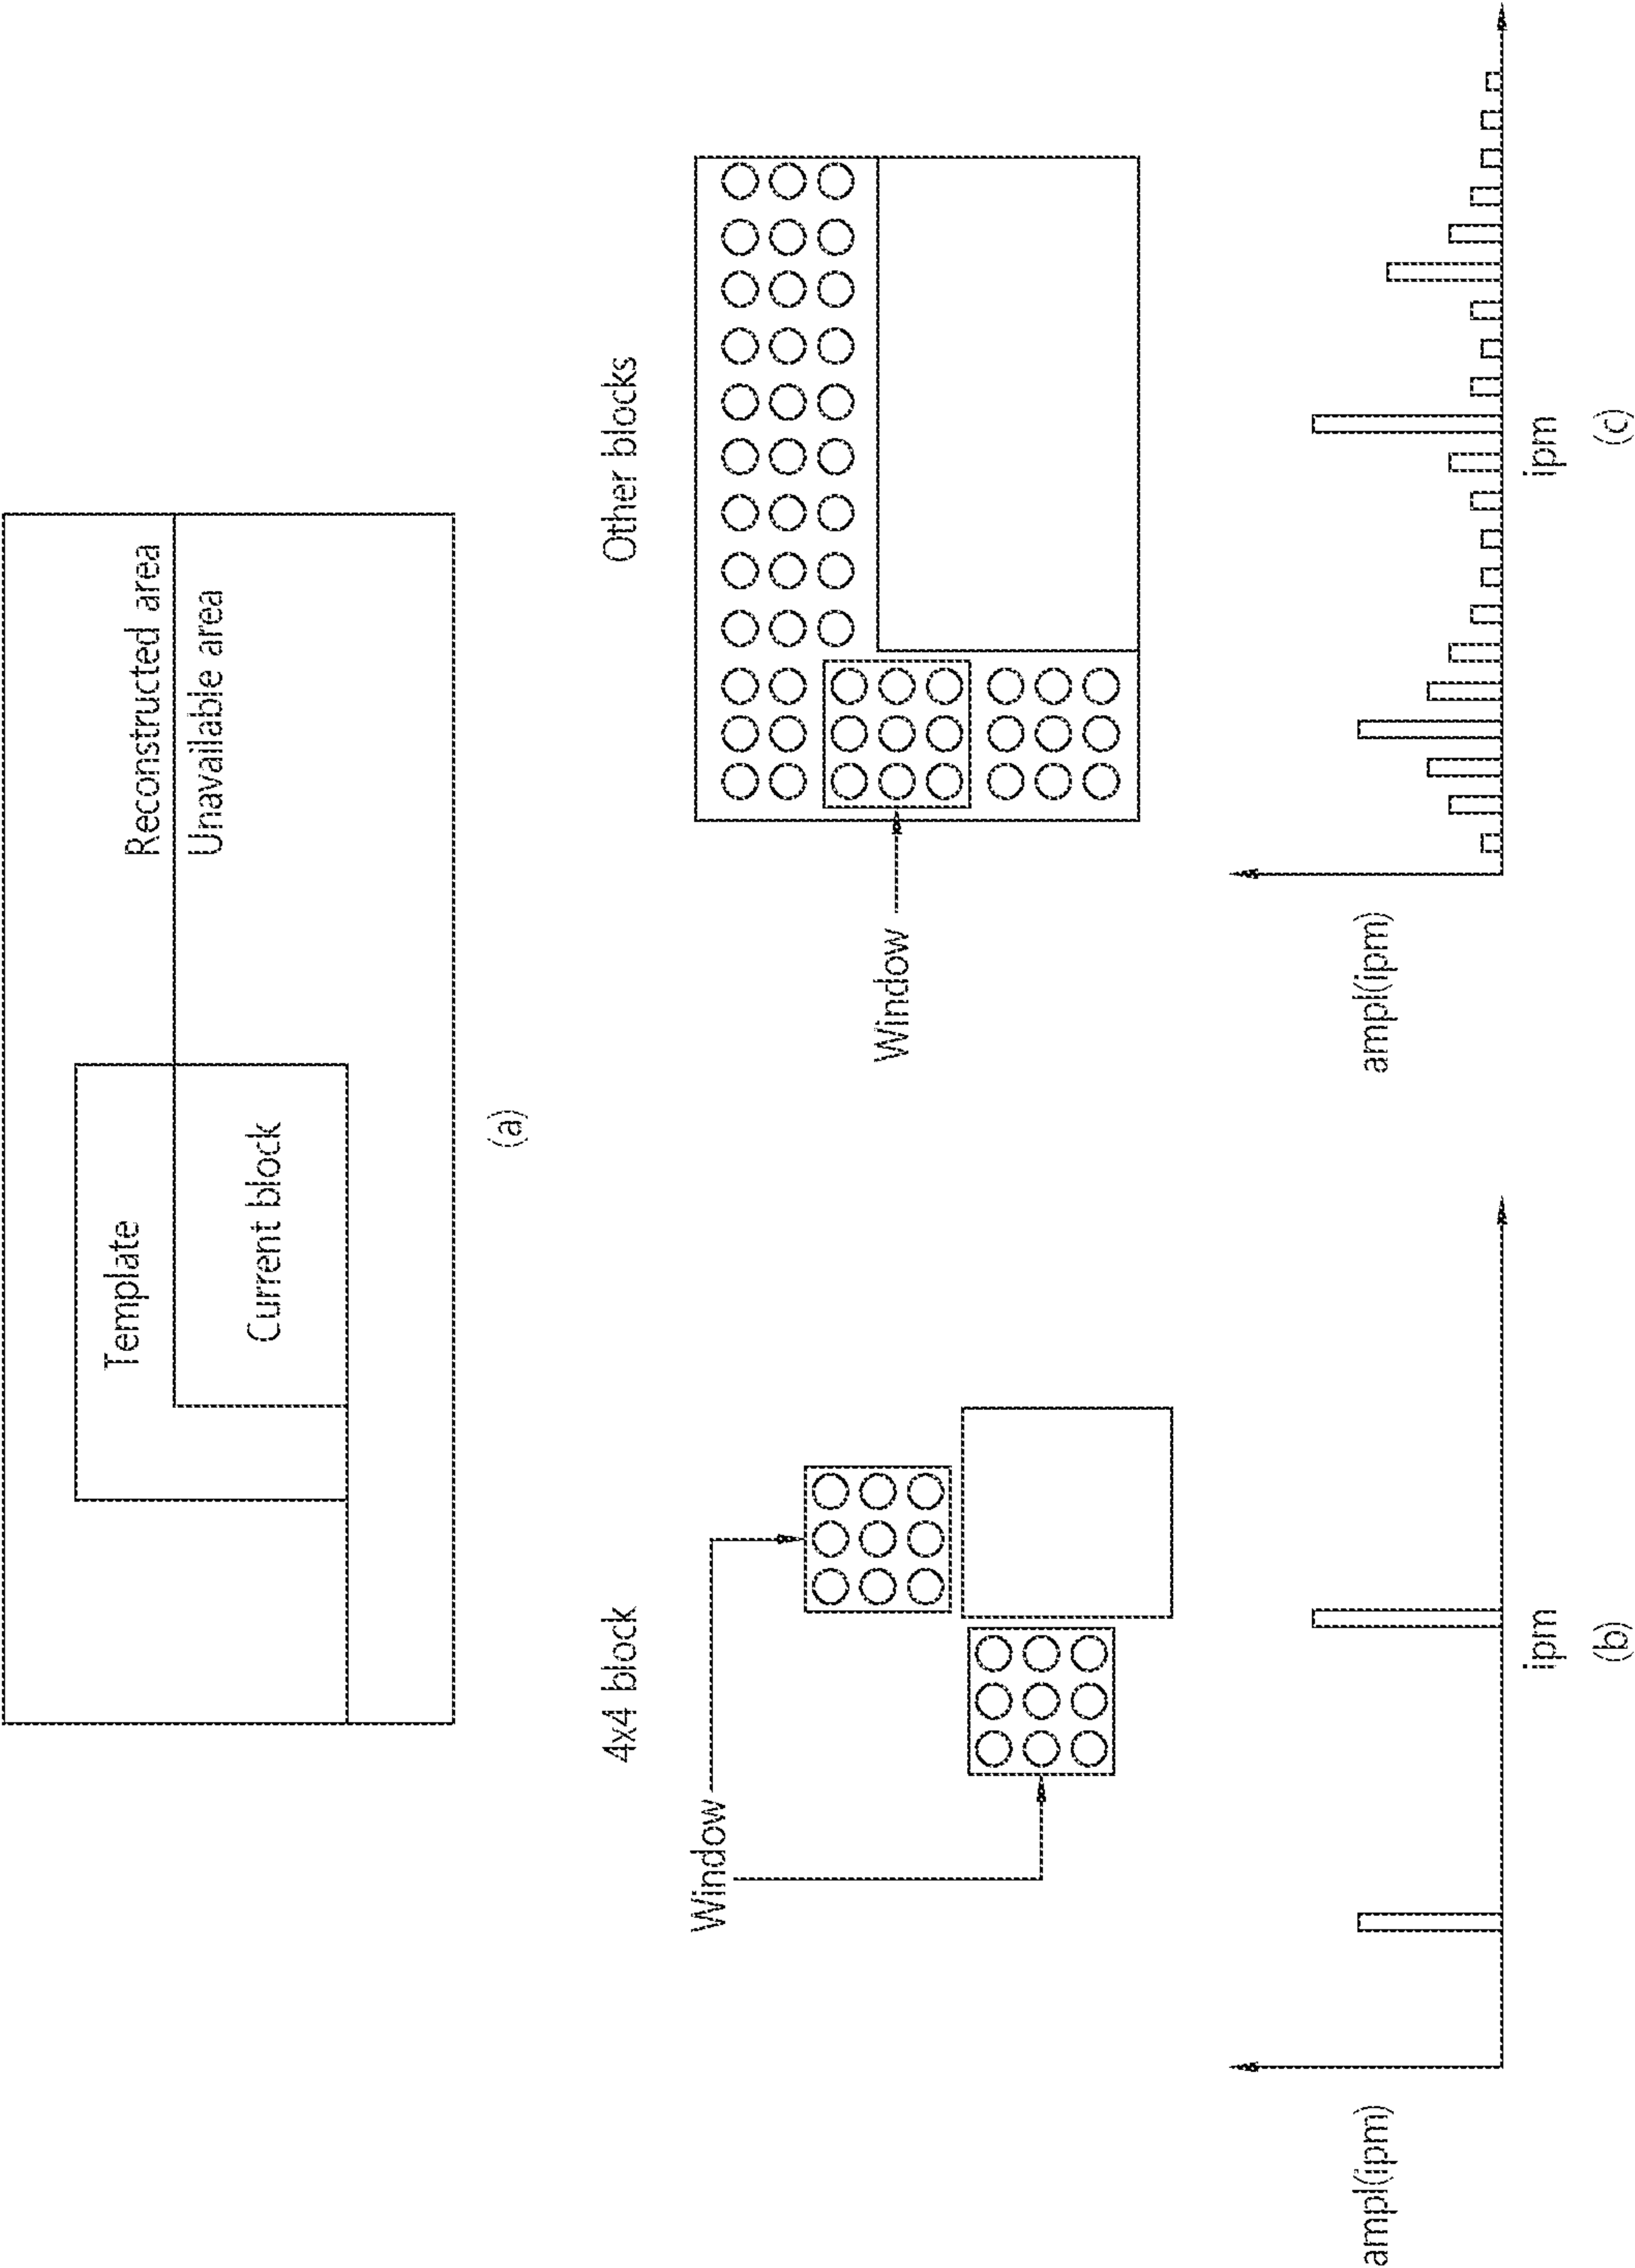 Reconstructed area
Template
Unavailable area
Current block
(a)
4x4 block
Window
ampl(ipm)
ipm
(b)
Other blocks
Window
ampl(ipm)
ipm
(c)